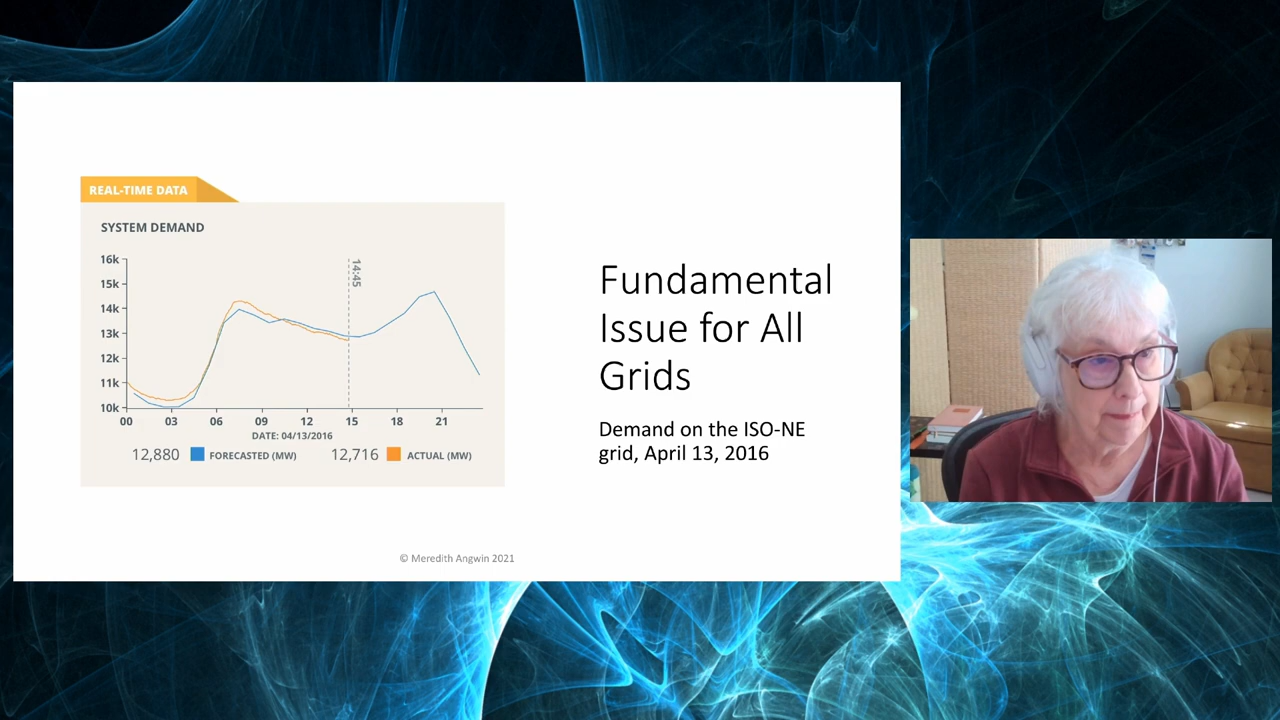 REAL-TIME DATA
SYSTEM DEMAND
16k
15k
14k
13k
12k
11k
10k
14:45
00 03 06 09 12 15 18 21
DATE: 04/13/2016
12,880 FORECASTED (MW) 12,716 ACTUAL (MW)
Fundamental
Issue for All
Grids
Demand on the ISO-NE
grid, April 13, 2016
© Meredith Angwin 2021